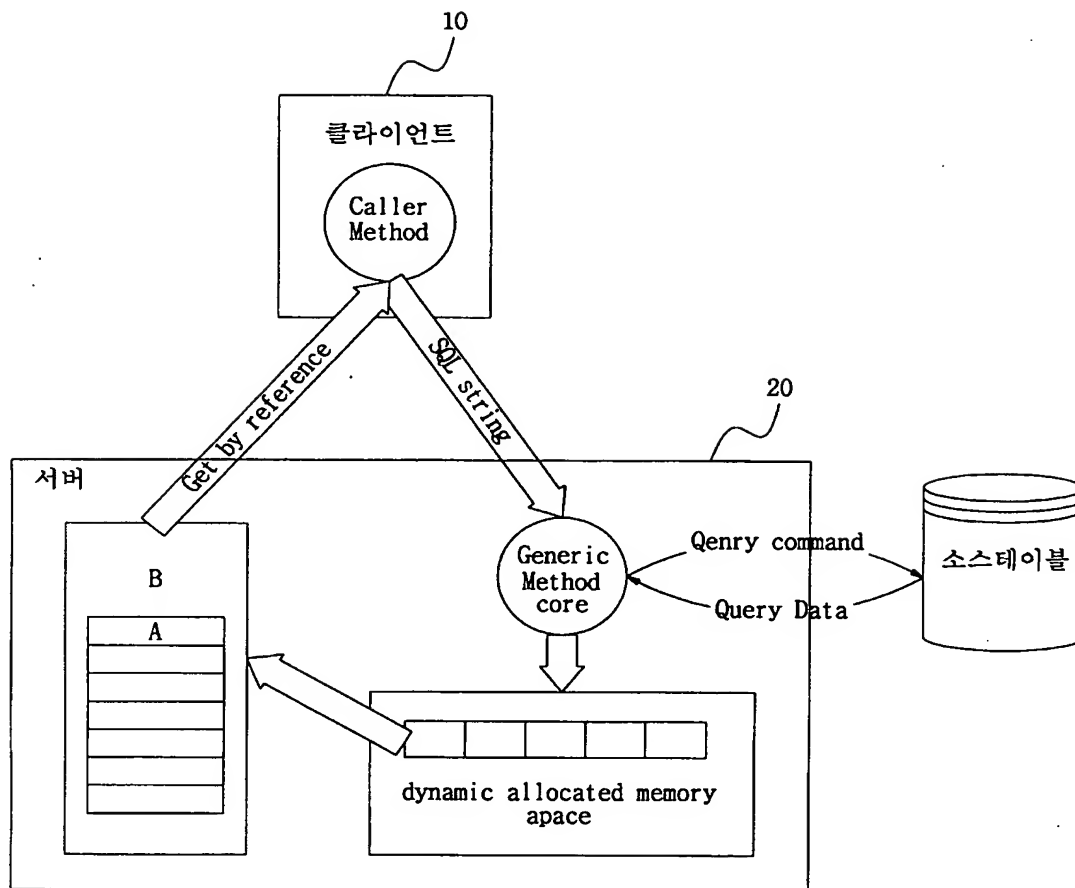 10
클라이언트
Caller
Method
SQL string
Get by reference
20
서버
B
A
Generic
Method
core
Qenry command
Query Data
소스테이블
dynamic allocated memory
apace